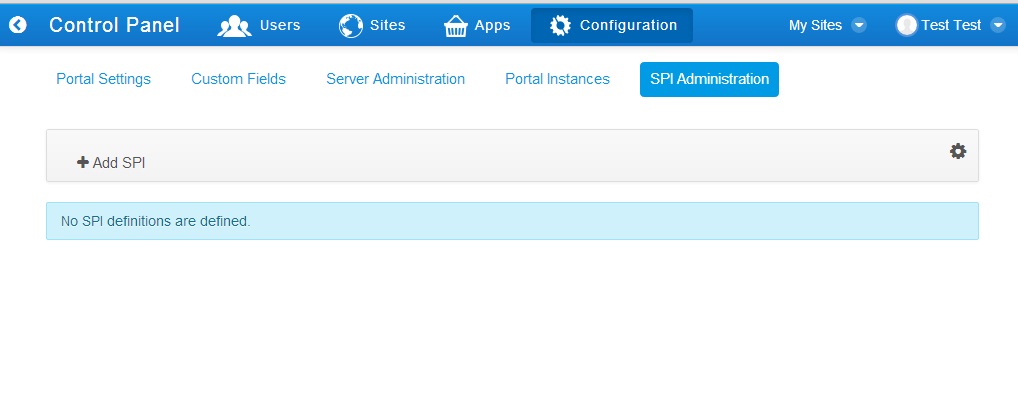 Control Panel Users Sites Apps Configuration My Sites Test Test
Portal Settings Custom Fields Server Administration Portal Instances SPI Administration
Add SPI
No SPI definitions are defined.